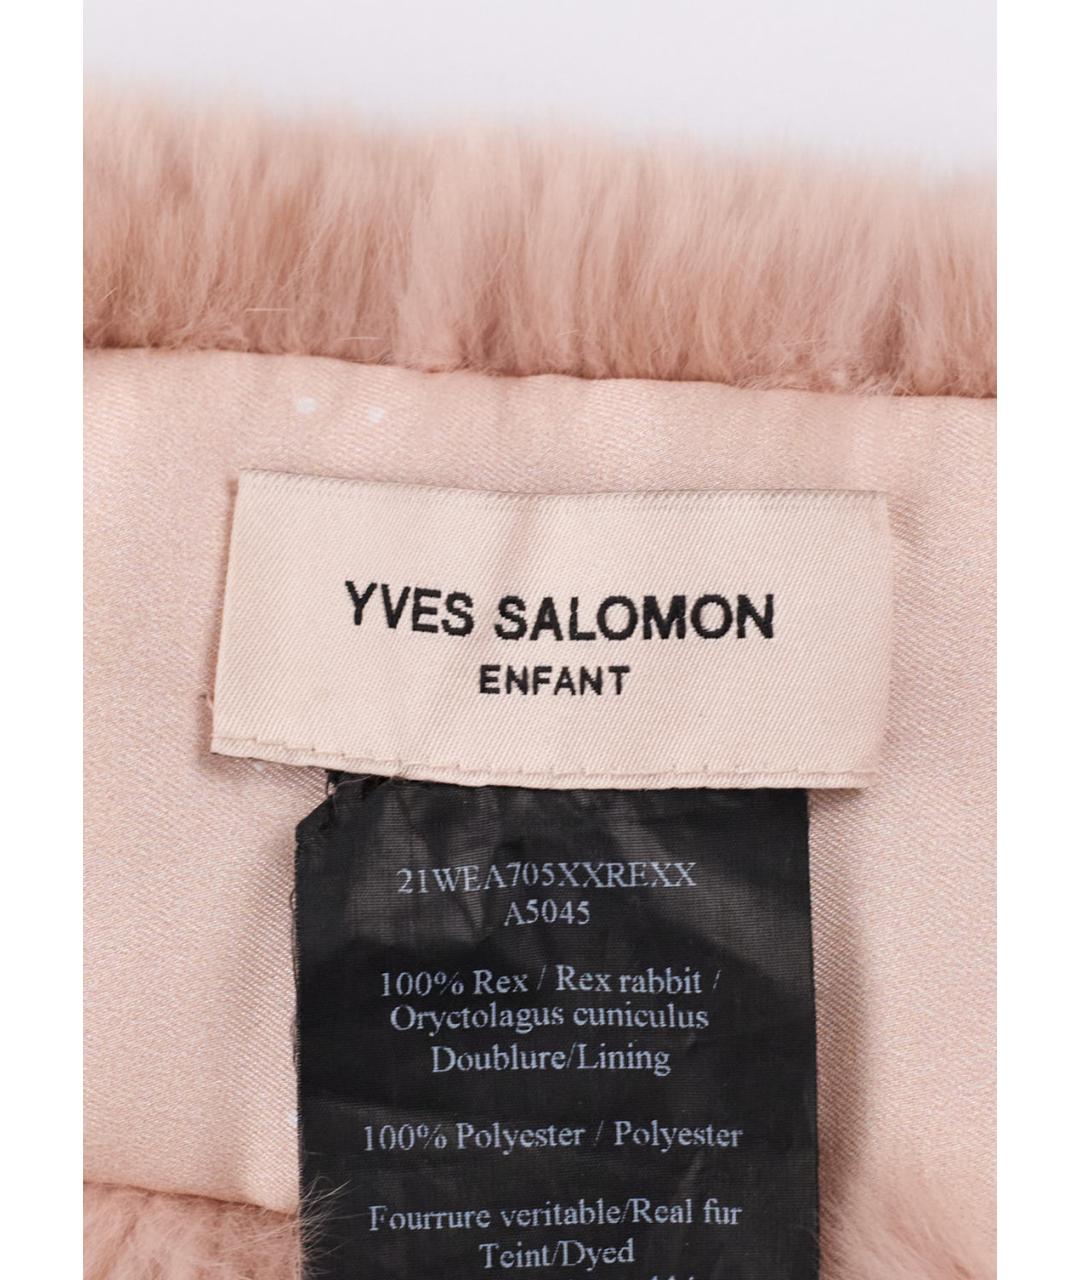 YVES SALOMON
ENFANT
21WEA705XXREXX
A5045
100% Rex / Rex rabbit /
Oryctolagus cuniculus
Doublure/Lining
100% Polyester / Polyester
Fourrure veritable/Real fur
Teint/Dyed